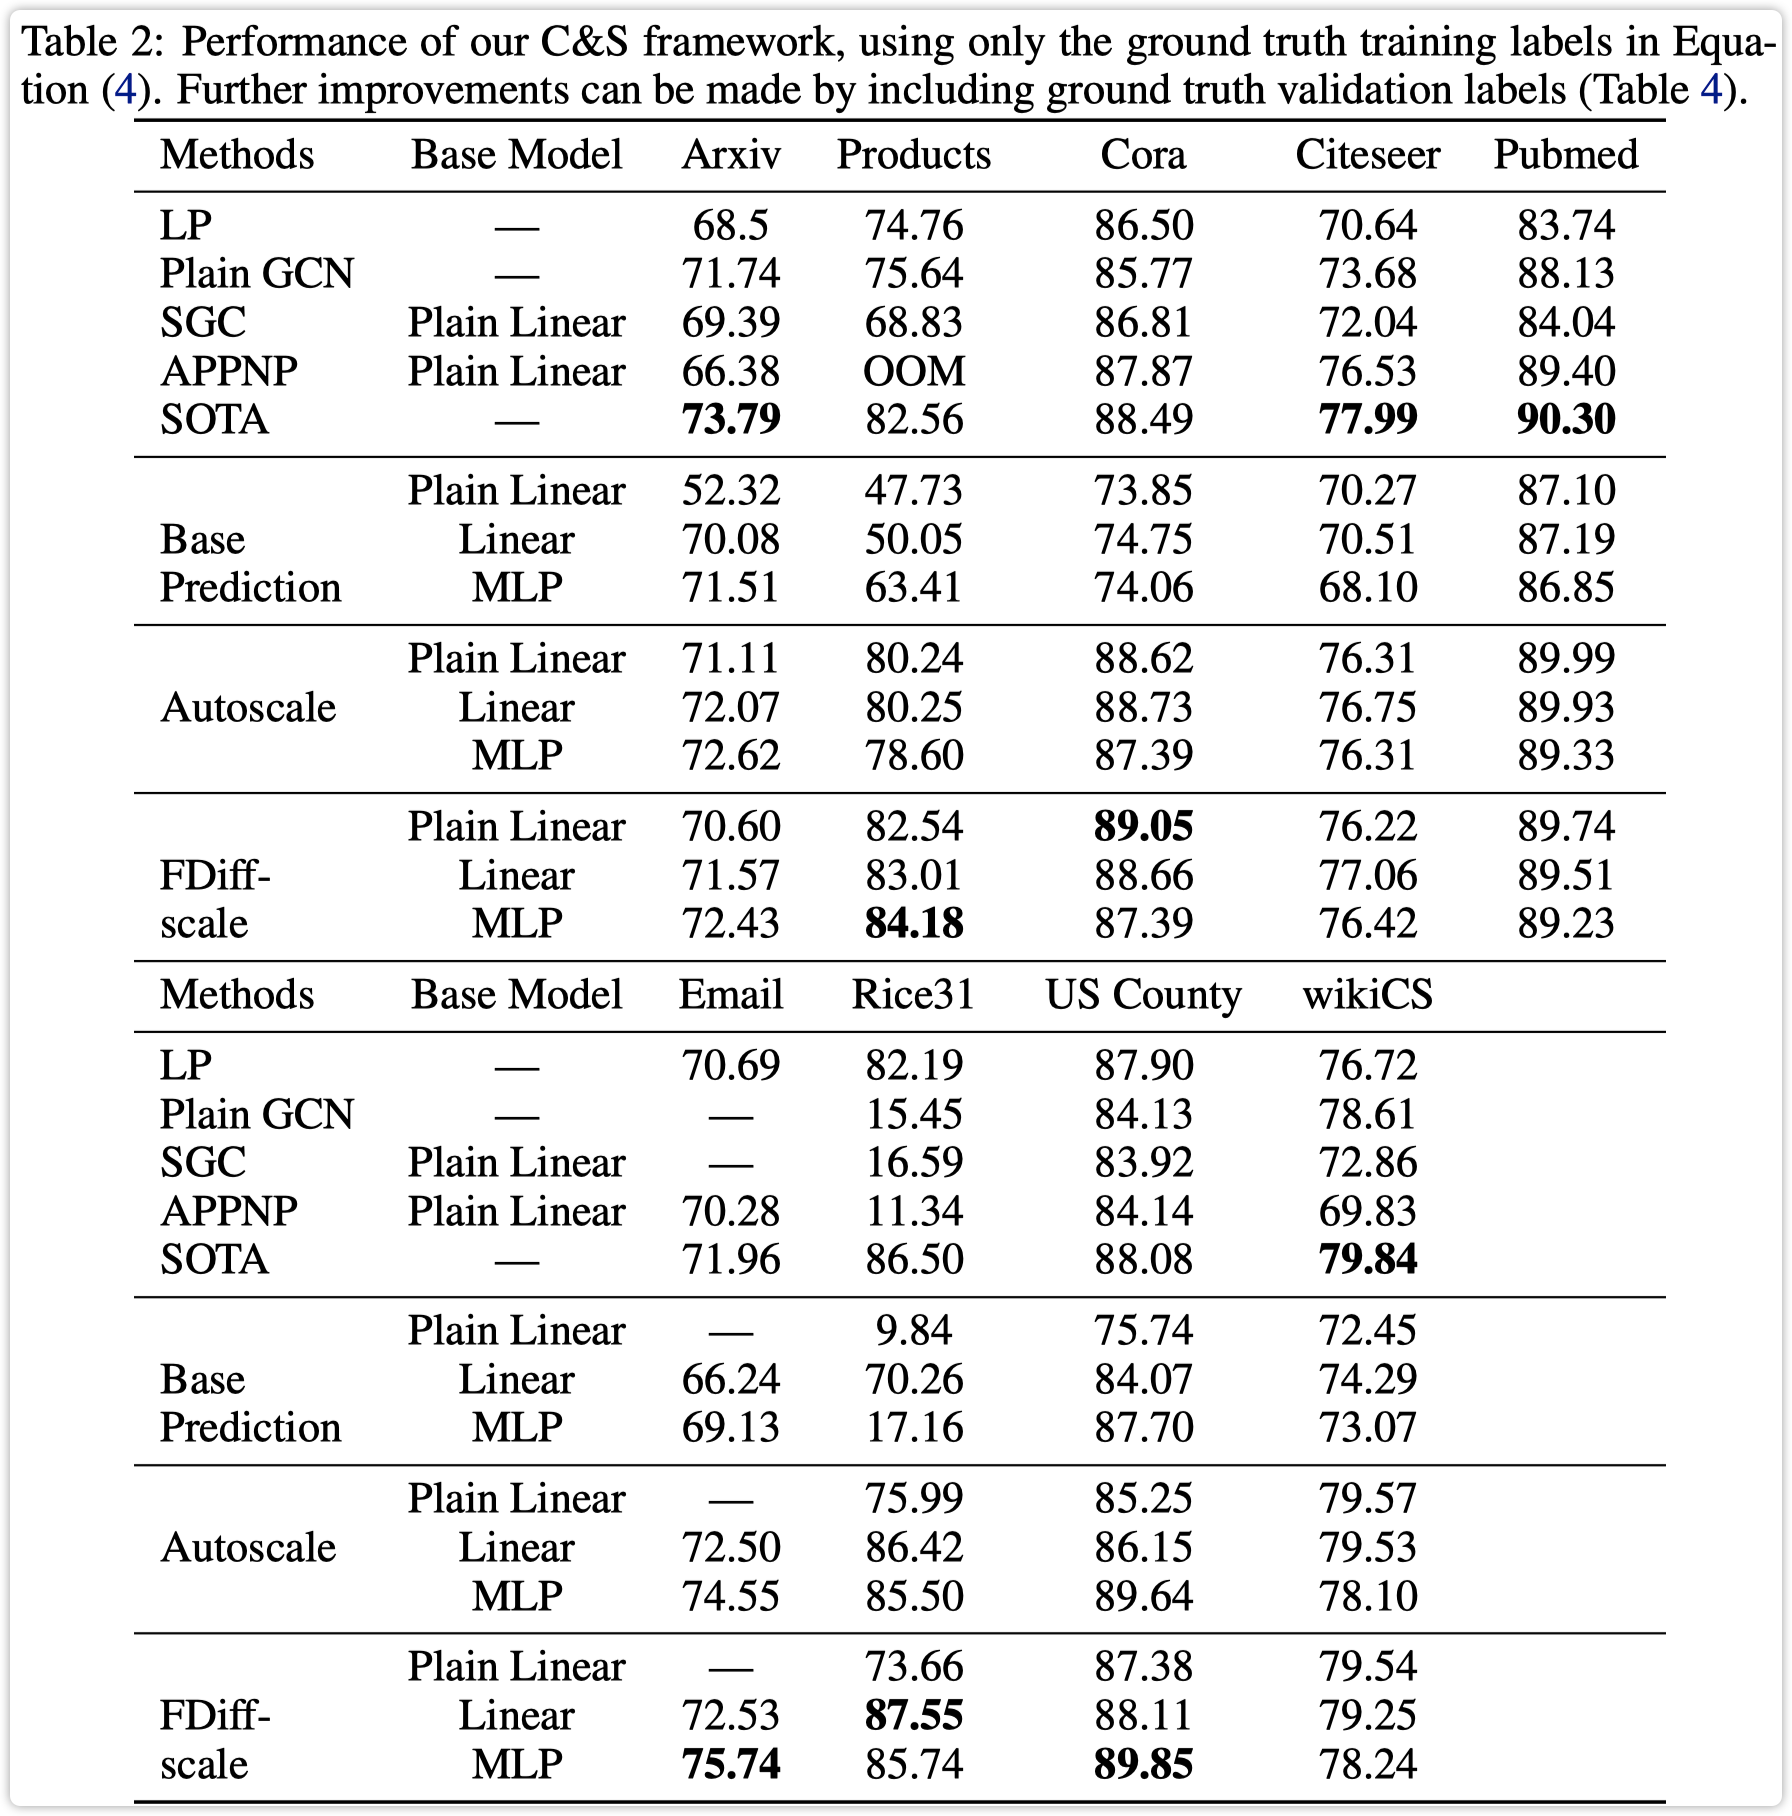 Table 2: Performance of our C&S framework, using only the ground truth training labels in Equa-
tion (4). Further improvements can be made by including ground truth validation labels (Table 4).
Methods Base Model Arxiv Products Cora Citeseer Pubmed
LP — 68.5 74.76 86.50 70.64 83.74
Plain GCN — 71.74 75.64 85.77 73.68 88.13
SGC Plain Linear 69.39 68.83 86.81 72.04 84.04
APPNP Plain Linear 66.38 OOM 87.87 76.53 89.40
SOTA — 73.79 82.56 88.49 77.99 90.30
Plain Linear 52.32 47.73 73.85 70.27 87.10
Base Linear 70.08 50.05 74.75 70.51 87.19
Prediction MLP 71.51 63.41 74.06 68.10 86.85
Plain Linear 71.11 80.24 88.62 76.31 89.99
Autoscale Linear 72.07 80.25 88.73 76.75 89.93
MLP 72.62 78.60 87.39 76.31 89.33
Plain Linear 70.60 82.54 89.05 76.22 89.74
FDiff- Linear 71.57 83.01 88.66 77.06 89.51
scale MLP 72.43 84.18 87.39 76.42 89.23
Methods Base Model Email Rice31 US County wikiCS
LP — 70.69 82.19 87.90 76.72
Plain GCN — — 15.45 84.13 78.61
SGC Plain Linear — 16.59 83.92 72.86
APPNP Plain Linear 70.28 11.34 84.14 69.83
SOTA — 71.96 86.50 88.08 79.84
Plain Linear — 9.84 75.74 72.45
Base Linear 66.24 70.26 84.07 74.29
Prediction MLP 69.13 17.16 87.70 73.07
Plain Linear — 75.99 85.25 79.57
Autoscale Linear 72.50 86.42 86.15 79.53
MLP 74.55 85.50 89.64 78.10
Plain Linear — 73.66 87.38 79.54
FDiff- Linear 72.53 87.55 88.11 79.25
scale MLP 75.74 85.74 89.85 78.24